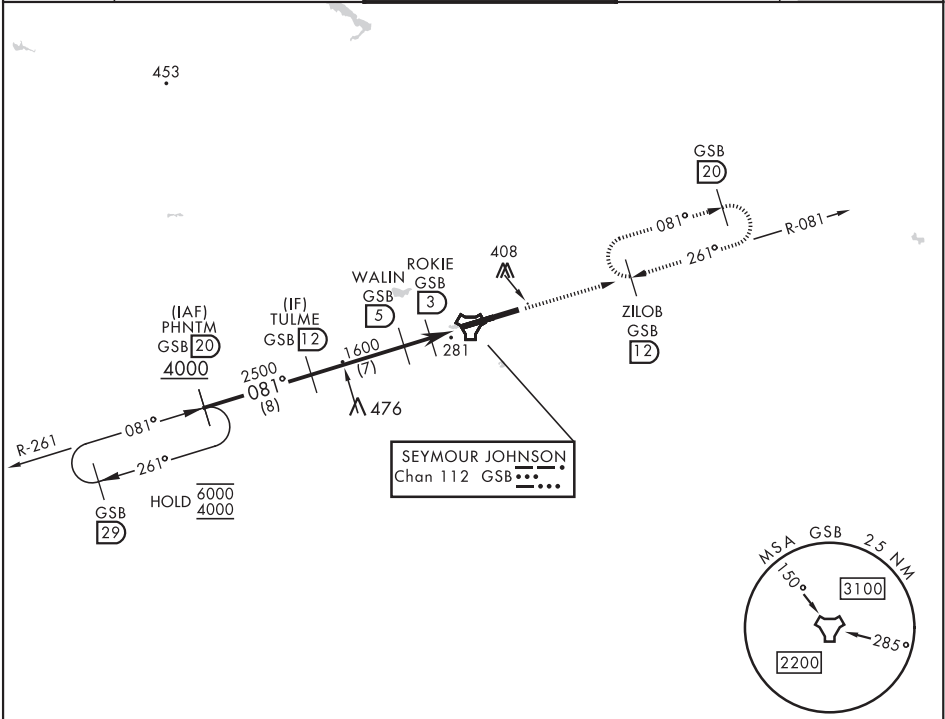 453
GSB
20
081°
R-081
261°
408
ZILOB
GSB
12
ROKIE
GSB
3
WALIN
GSB
5
(IF)
TULME
GSB 12
(IAF)
PHNTM
GSB 20
4000
2500
081°
(8)
1600
(7)
281
476
081°
R-261
261°
GSB
29
HOLD 6000
4000
SEYMOUR JOHNSON
Chan 112 GSB
MSA GSB 25 NM
150°
3100
285°
2200